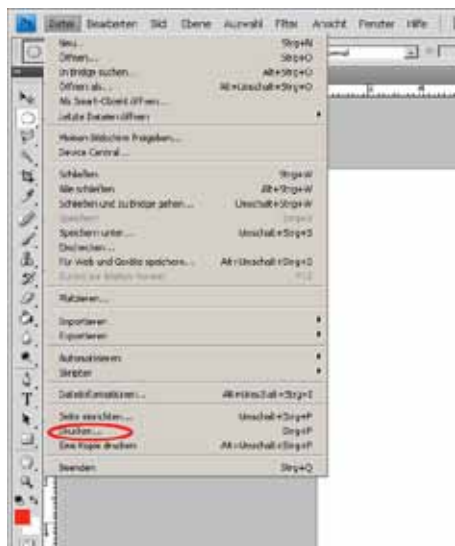 Ps Datei Bearbeiten Bild Ebene Auswahl Filter Ansicht Fenster Hilfe
Neu... Strg+N
Öffnen... Strg+O
In Bridge suchen... Alt+Strg+O
Öffnen als... Alt+Umschalt+Strg+O
Als Smart-Objekt öffnen...
Letzte Dateien öffnen
Meinen Bildschirm freigeben...
Device Central...
Schließen Strg+W
Alle schließen Alt+Strg+W
Schließen und zu Bridge gehen... Umschalt+Strg+W
Speichern Strg+S
Speichern unter... Umschalt+Strg+S
Einchecken...
Für Web und Geräte speichern... Alt+Umschalt+Strg+S
Zurück zur letzten Version F12
Platzieren...
Importieren
Exportieren
Automatisieren
Skripten
Dateiinformationen... Alt+Umschalt+Strg+I
Seite einrichten... Umschalt+Strg+P
Drucken... Strg+P
Eine Kopie drucken Alt+Umschalt+Strg+P
Beenden Strg+Q